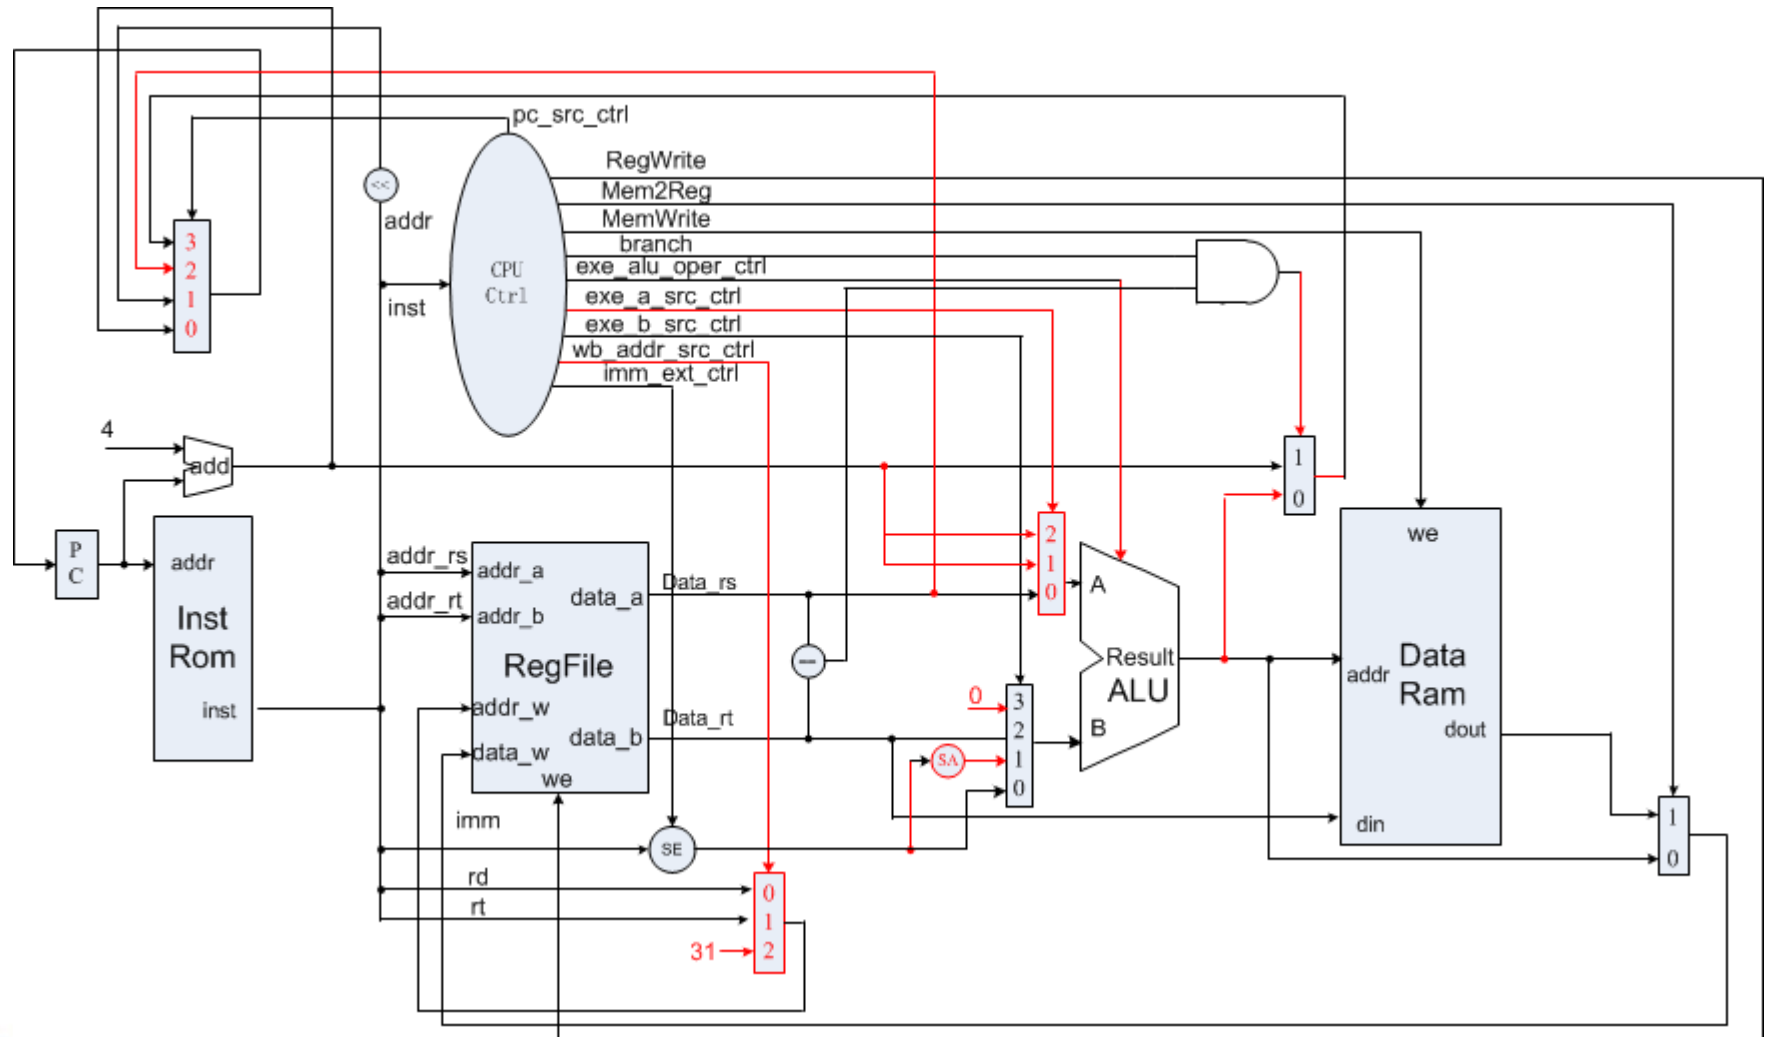 pc_src_ctrl
RegWrite
Mem2Reg
MemWrite
branch
exe_alu_oper_ctrl
exe_a_src_ctrl
exe_b_src_ctrl
wb_addr_src_ctrl
imm_ext_ctrl
<<
addr
inst
CPU
Ctrl
3
2
1
0
4
add
P
C
addr
Inst
Rom
inst
addr_rs
addr_rt
addr_a
addr_b
data_a
RegFile
addr_w
data_w
data_b
we
Data_rs
Data_rt
==
imm
SE
SA
rd
rt
31
0
1
2
2
1
0
0
3
2
1
0
A
B
Result
ALU
1
0
we
addr
Data
Ram
dout
din
1
0